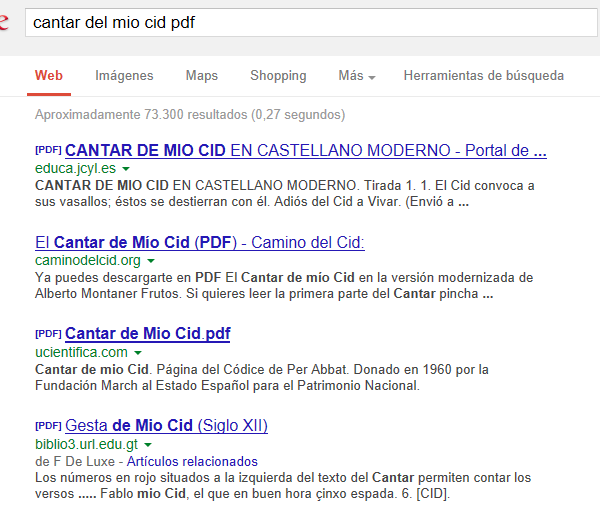 e
cantar del mio cid pdf
Web Imágenes Maps Shopping Más Herramientas de búsqueda
Aproximadamente 73.300 resultados (0,27 segundos)
[PDF] CANTAR DE MIO CID EN CASTELLANO MODERNO - Portal de ...
educa.jcyl.es
CANTAR DE MIO CID EN CASTELLANO MODERNO. Tirada 1. 1. El Cid convoca a
sus vasallos; éstos se destierran con él. Adiós del Cid a Vivar. (Envió a ...
El Cantar de Mío Cid (PDF) - Camino del Cid:
caminodelcid.org
Ya puedes descargarte en PDF El Cantar de mío Cid en la versión modernizada de
Alberto Montaner Frutos. Si quieres leer la primera parte del Cantar pincha ...
[PDF] Cantar de Mio Cid.pdf
ucientifica.com
Cantar de mio Cid. Página del Códice de Per Abbat. Donado en 1960 por la
Fundación March al Estado Español para el Patrimonio Nacional.
[PDF] Gesta de Mio Cid (Siglo XII)
biblio3.url.edu.gt
de F De Luxe - Artículos relacionados
Los números en rojo situados a la izquierda del texto del Cantar permiten contar los
versos ..... Fablo mio Cid, el que en buen hora çinxo espada. 6. [CID].